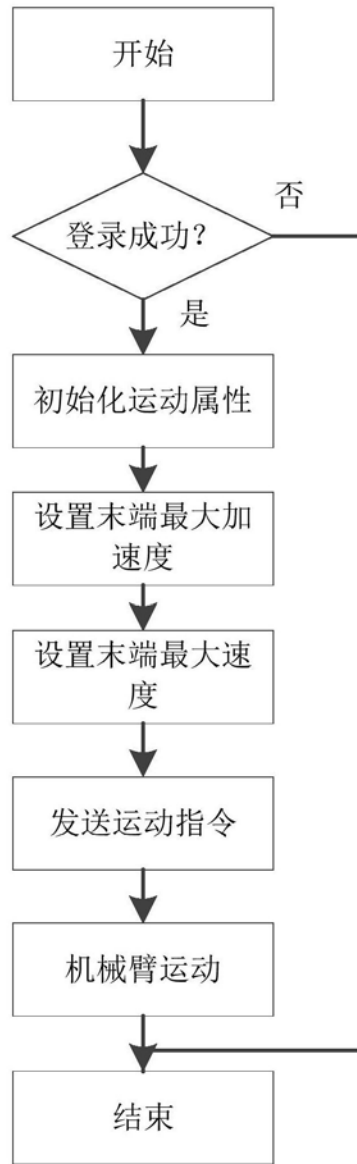 开始
否
登录成功？
是
初始化运动属性
设置末端最大加
速度
设置末端最大速
度
发送运动指令
机械臂运动
结束